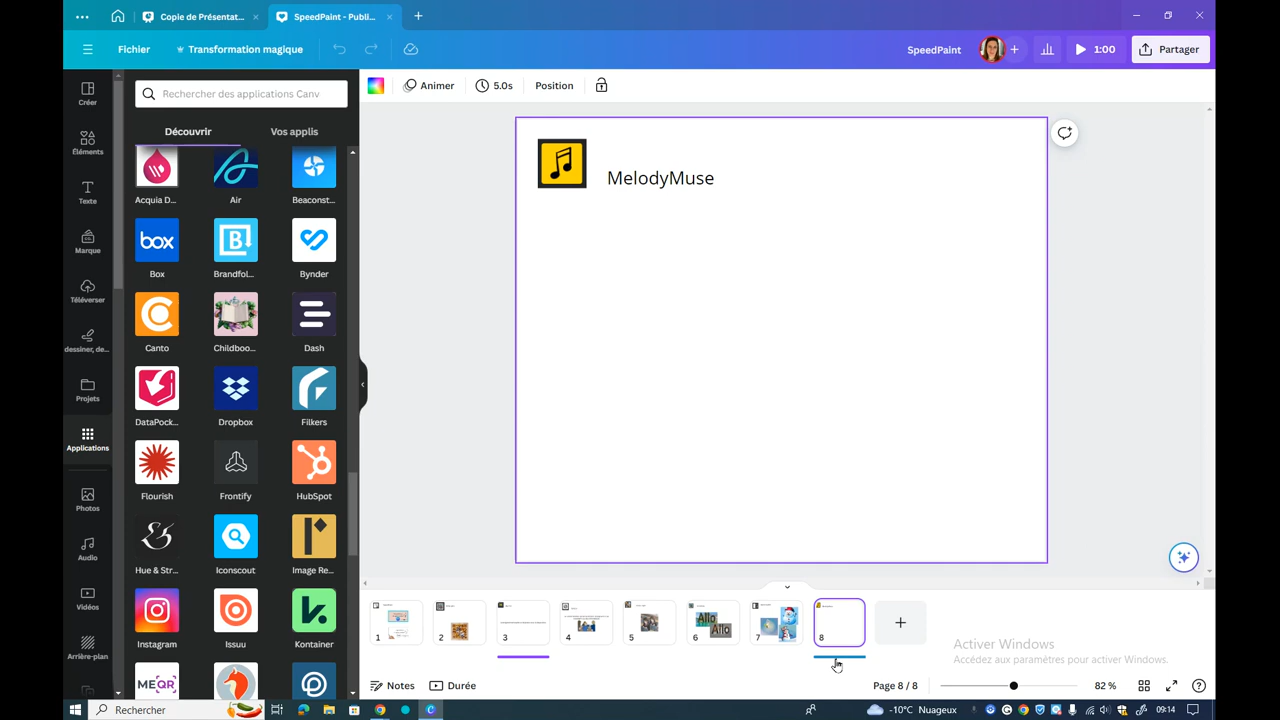 Copie de Présentat...
SpeedPaint - Publi...
Fichier
Transformation magique
SpeedPaint
1:00
Partager
Créer
Éléments
Texte
Marque
Téléverser
dessiner, de...
Projets
Applications
Photos
Audio
Vidéos
Arrière-plan
Rechercher des applications Canv
Découvrir
Vos applis
Acquia D...
Air
Beaconst...
box
Box
Brandfol...
Bynder
Canto
Childboo...
Dash
DataPock...
Dropbox
Filkers
Flourish
Frontify
HubSpot
Hue & Str...
Iconscout
Image Re...
Instagram
Issuu
Kontainer
MEQR
Animer
5.0s
Position
MelodyMuse
1
2
3
4
5
6
Allo
Allo
7
8
Activer Windows
Accédez aux paramètres pour activer Windows.
Notes
Durée
Page 8 / 8
82 %
Rechercher
-10°C Nuageux
09:14